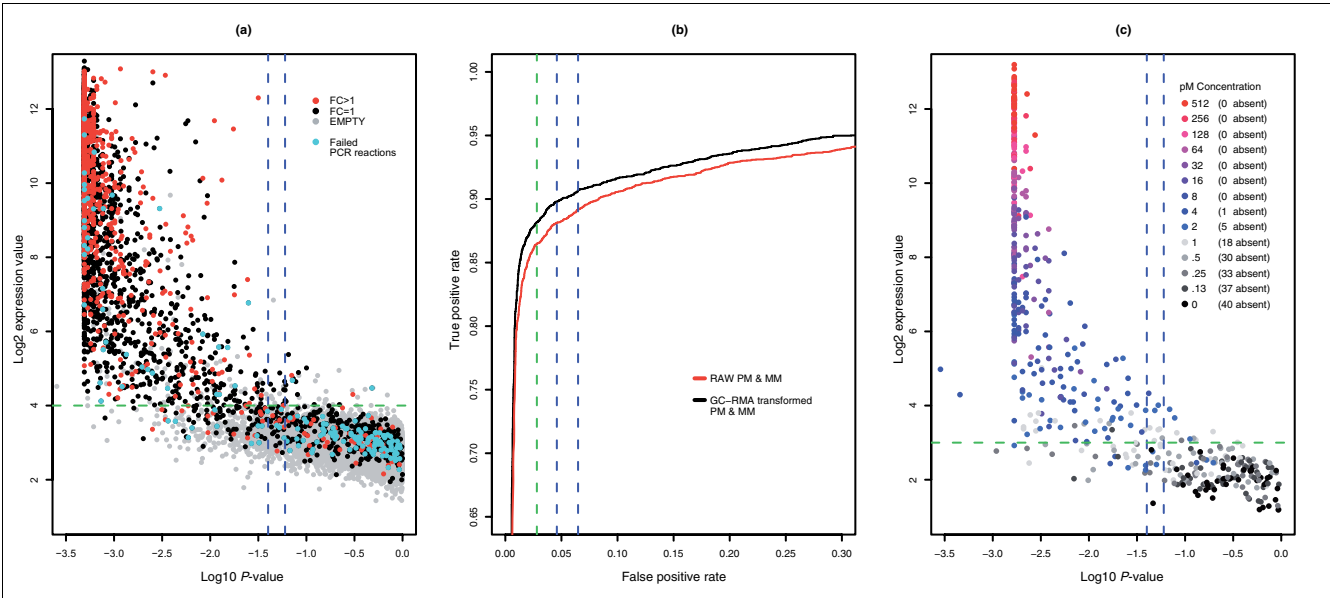 (a)
Log2 expression value
12
10
8
6
4
2
FC>1
FC=1
EMPTY
Failed
PCR reactions
−3.5 −3.0 −2.5 −2.0 −1.5 −1.0 −0.5 0.0
Log10 P-value
(b)
True positive rate
1.00
0.95
0.90
0.85
0.80
0.75
0.70
0.65
RAW PM & MM
GC−RMA transformed
PM & MM
0.00 0.05 0.10 0.15 0.20 0.25 0.30
False positive rate
(c)
Log2 expression value
12
10
8
6
4
2
pM Concentration
512 (0 absent)
256 (0 absent)
128 (0 absent)
64 (0 absent)
32 (0 absent)
16 (0 absent)
8 (0 absent)
4 (1 absent)
2 (5 absent)
1 (18 absent)
.5 (30 absent)
.25 (33 absent)
.13 (37 absent)
0 (40 absent)
−3.5 −3.0 −2.5 −2.0 −1.5 −1.0 −0.5 0.0
Log10 P-value